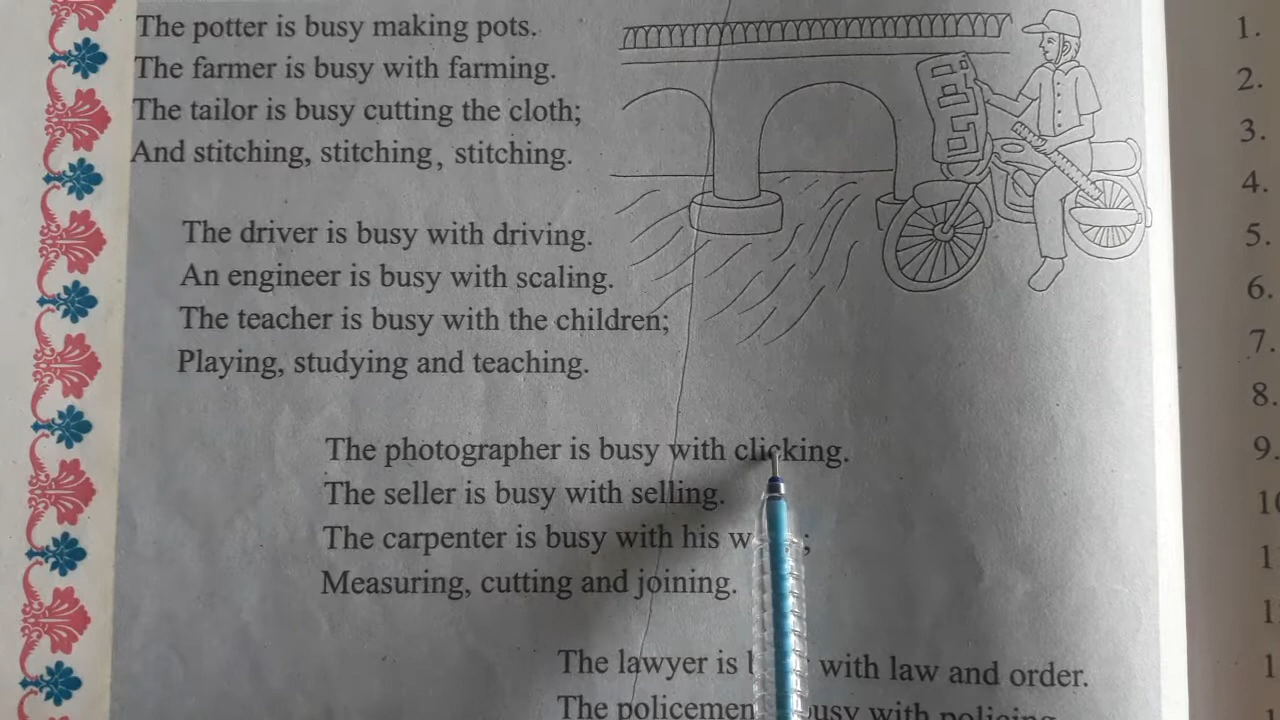 The potter is busy making pots.
The farmer is busy with farming.
The tailor is busy cutting the cloth;
And stitching, stitching, stitching.
The driver is busy with driving.
An engineer is busy with scaling.
The teacher is busy with the children;
Playing, studying and teaching.
The photographer is busy with clicking.
The seller is busy with selling.
The carpenter is busy with his ;
Measuring, cutting and joining.
The lawyer is with law and order.
The policemen busy with policing
1.
2.
3.
4.
5.
6.
7.
8.
9.